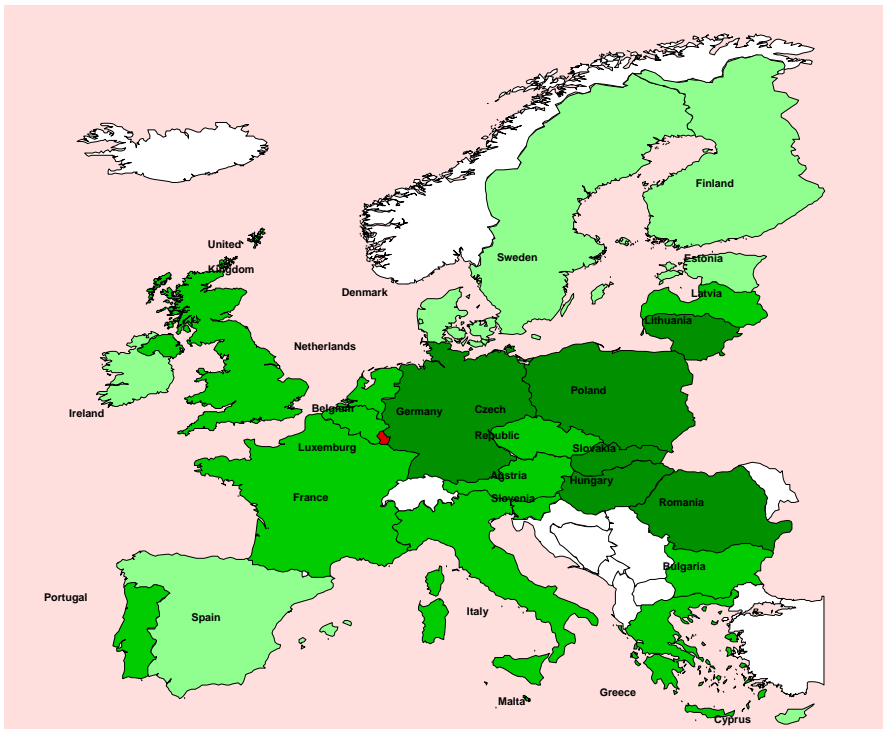 Finland
United
Kingdom
Sweden
Estonia
Denmark
Latvia
Lithuania
Netherlands
Poland
Ireland
Belgium
Germany
Czech
Republic
Luxemburg
Slovakia
Austria
Hungary
France
Slovenia
Romania
Bulgaria
Portugal
Spain
Italy
Malta
Greece
Cyprus